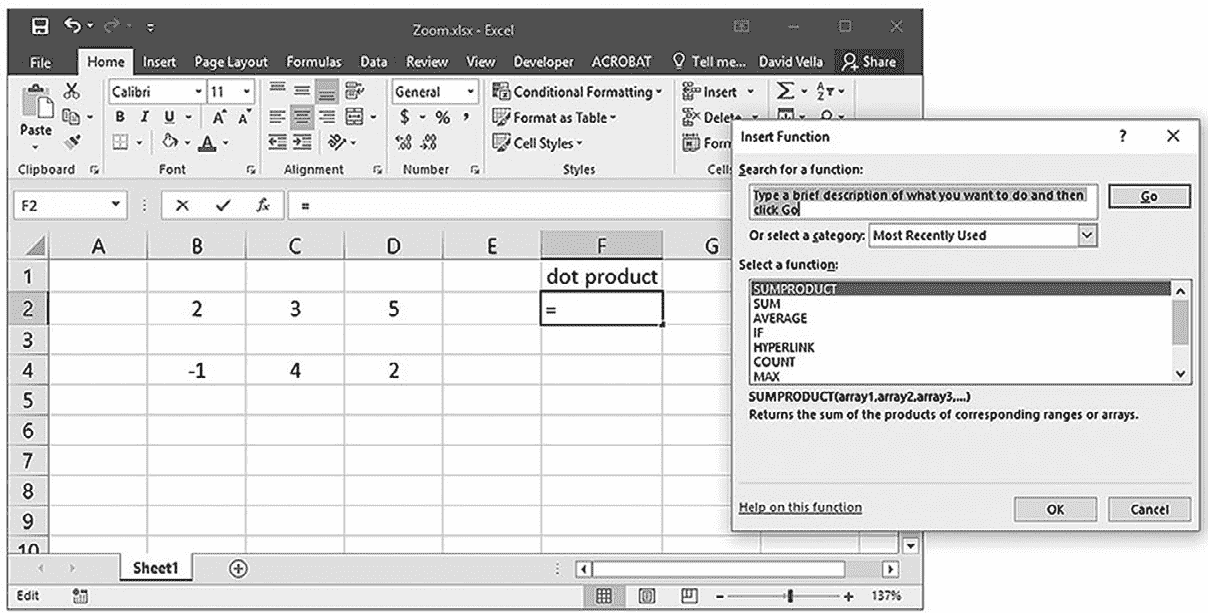 Zoom.xlsx - Excel
File Home Insert Page Layout Formulas Data Review View Developer ACROBAT Tell me... David Vella Share
Paste
Calibri 11
B I U A A
A
General
$ % ,
Conditional Formatting
Format as Table
Cell Styles
Insert
Delete
Form
Σ
Clipboard Font Alignment Number Styles Cells
F2 fx =
A B C D E F G
1 dot product
2 2 3 5 =
3
4 -1 4 2
5
6
7
8
9
10
Sheet1
Edit 137%
Insert Function ?
Search for a function:
Type a brief description of what you want to do and then
click Go
Go
Or select a category: Most Recently Used
Select a function:
SUMPRODUCT
SUM
AVERAGE
IF
HYPERLINK
COUNT
MAX
SUMPRODUCT(array1,array2,array3,...)
Returns the sum of the products of corresponding ranges or arrays.
Help on this function
OK Cancel